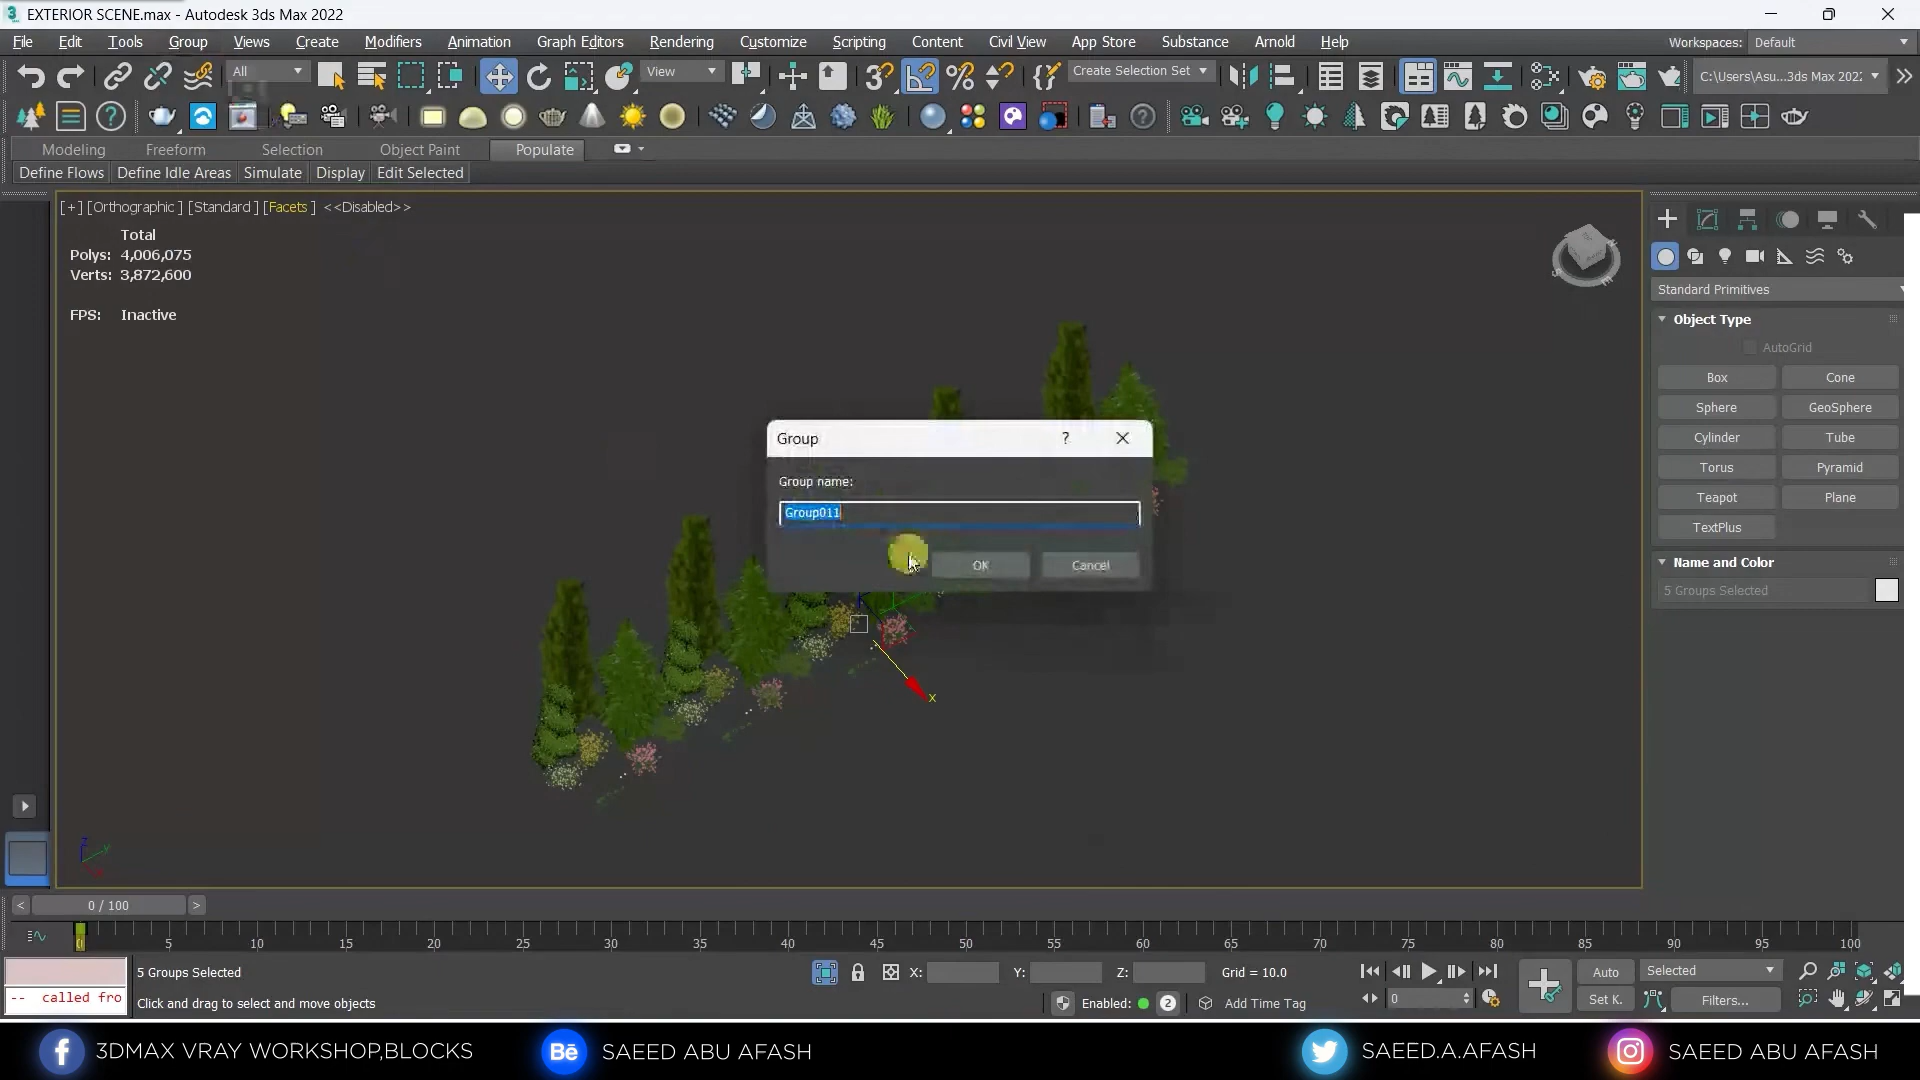 EXTERIOR SCENE.max - Autodesk 3ds Max 2022
File Edit Tools Group Views Create Modifiers Animation Graph Editors Rendering Customize Scripting Content Civil View App Store Substance Arnold Help Workspaces: Default
All View Create Selection Set C:\Users\Asu...3ds Max 202
Modeling Freeform Selection Object Paint Populate
Define Flows Define Idle Areas Simulate Display Edit Selected
[+] [Orthographic ] [Standard ] [Facets ] <<Disabled>>
Total
Polys: 4,006,075
Verts: 3,872,600
FPS: Inactive
Standard Primitives
Object Type
AutoGrid
Box Cone
Sphere GeoSphere
Cylinder Tube
Torus Pyramid
Teapot Plane
TextPlus
Name and Color
5 Groups Selected
Group ?
Group name:
Group011
OK Cancel
x
< 0 / 100 >
0 5 10 15 20 25 30 35 40 45 50 55 60 65 70 75 80 85 90 95 100
5 Groups Selected X: Y: Z: Grid = 10.0 Auto Selected
-- called fro Click and drag to select and move objects Enabled: 2 Add Time Tag 0 Set K. Filters...
3DMAX VRAY WORKSHOP,BLOCKS Bē SAEED ABU AFASH SAEED.A.AFASH SAEED ABU AFASH